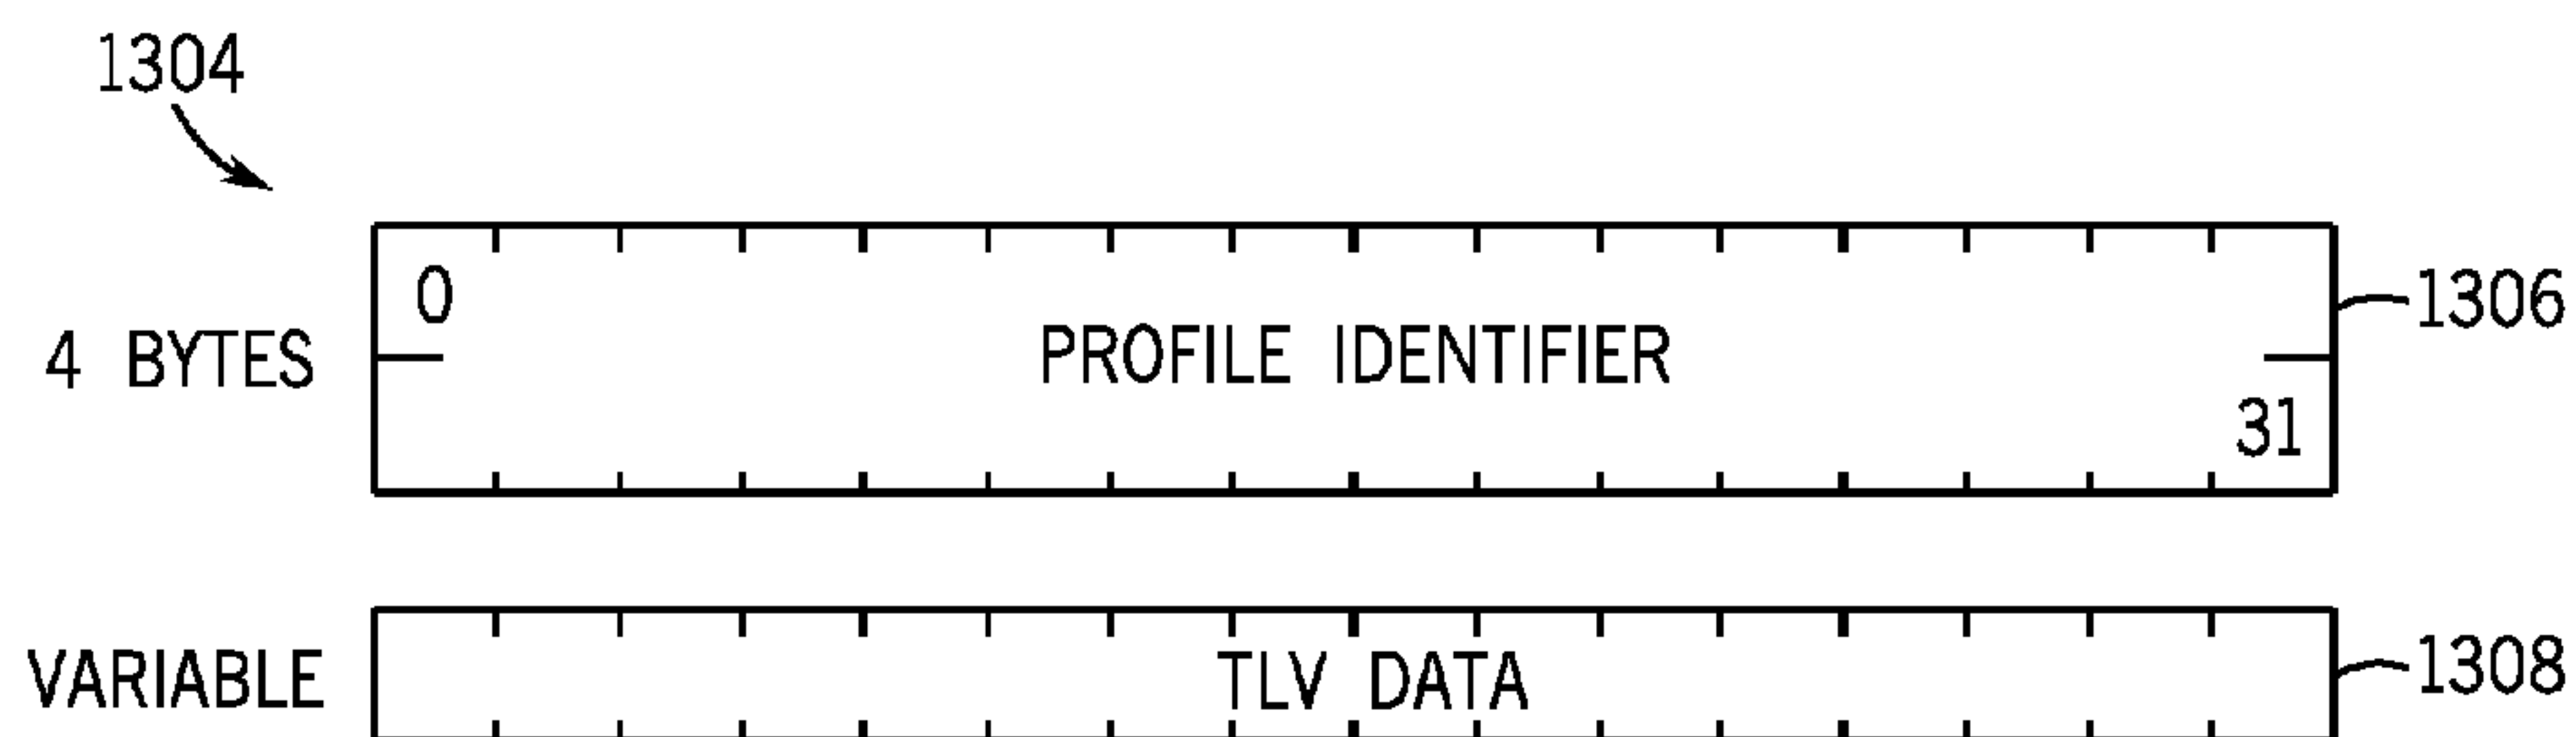 1304
0
1306
4 BYTES PROFILE IDENTIFIER
31
VARIABLE TLV DATA 1308